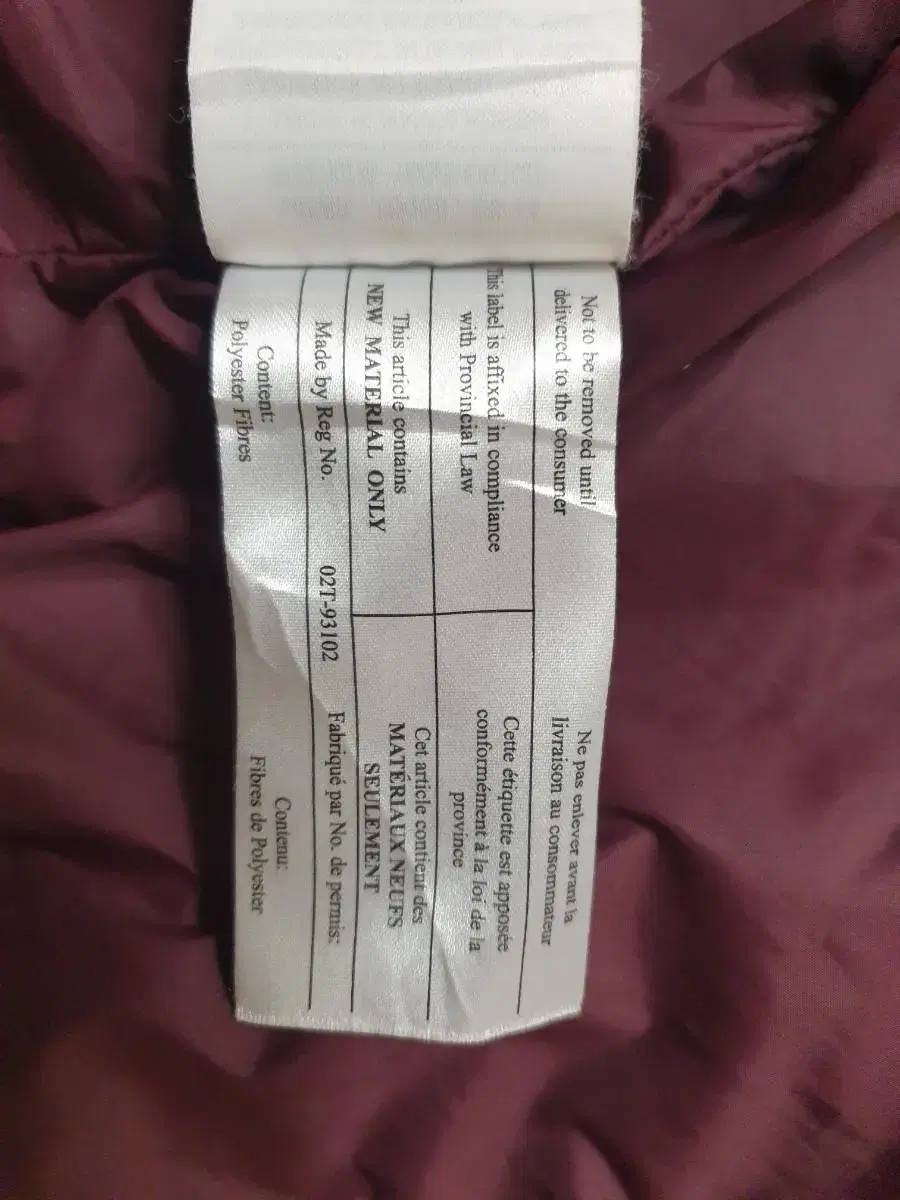 Not to be removed until
delivered to the consumer
Ne pas enlever avant la
livraison au consommateur
This label is affixed in compliance
with Provincial Law
Cette étiquette est apposée
conformément à la loi de la
province
This article contains
NEW MATERIAL ONLY
Cet article contient des
MATÉRIAUX NEUFS
SEULEMENT
Made by Reg No. 02T-93102 Fabriqué par No. de permis:
Content:
Polyester Fibres
Contenu:
Fibres de Polyester